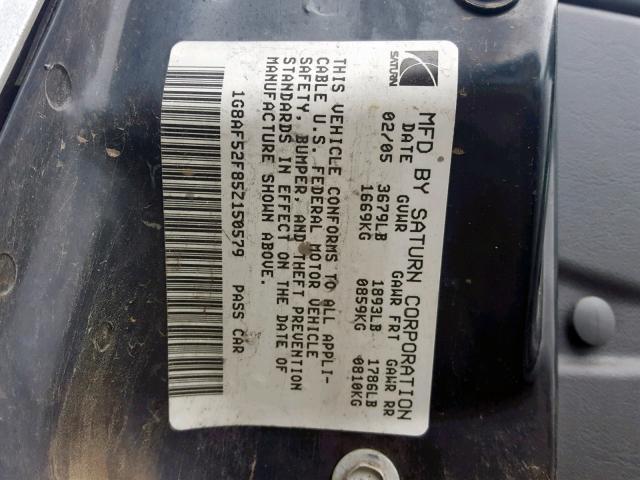 SATURN
MFD BY SATURN CORPORATION
DATE GVWR GAWR FRT GAWR RR
02/05 3679LB 1893LB 1786LB
1669KG 0859KG 0810KG
THIS VEHICLE CONFORMS TO ALL APPLI-
CABLE U.S. FEDERAL MOTOR VEHICLE
SAFETY, BUMPER, AND THEFT PREVENTION
STANDARDS IN EFFECT ON THE DATE OF
MANUFACTURE SHOWN ABOVE.
1G8AF52F85Z150579 PASS CAR